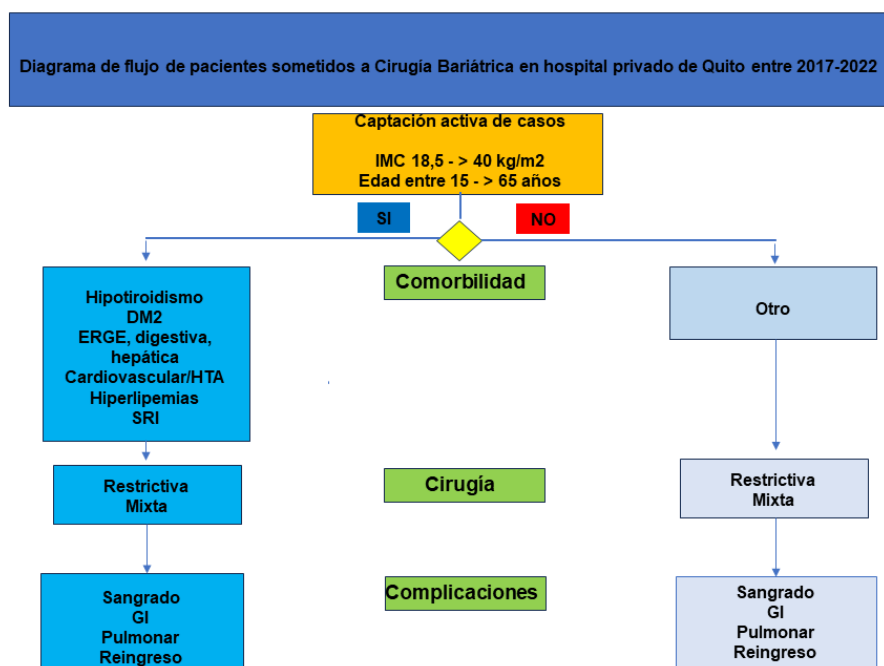 Diagrama de flujo de pacientes sometidos a Cirugía Bariátrica en hospital privado de Quito entre 2017-2022
Captación activa de casos
IMC 18,5 - > 40 kg/m2
Edad entre 15 - > 65 años
SI
NO
Comorbilidad
Hipotiroidismo
DM2
ERGE, digestiva,
hepática
Cardiovascular/HTA
Hiperlipemias
SRI
Otro
Restrictiva
Mixta
Cirugía
Restrictiva
Mixta
Sangrado
GI
Pulmonar
Reingreso
Complicaciones
Sangrado
GI
Pulmonar
Reingreso